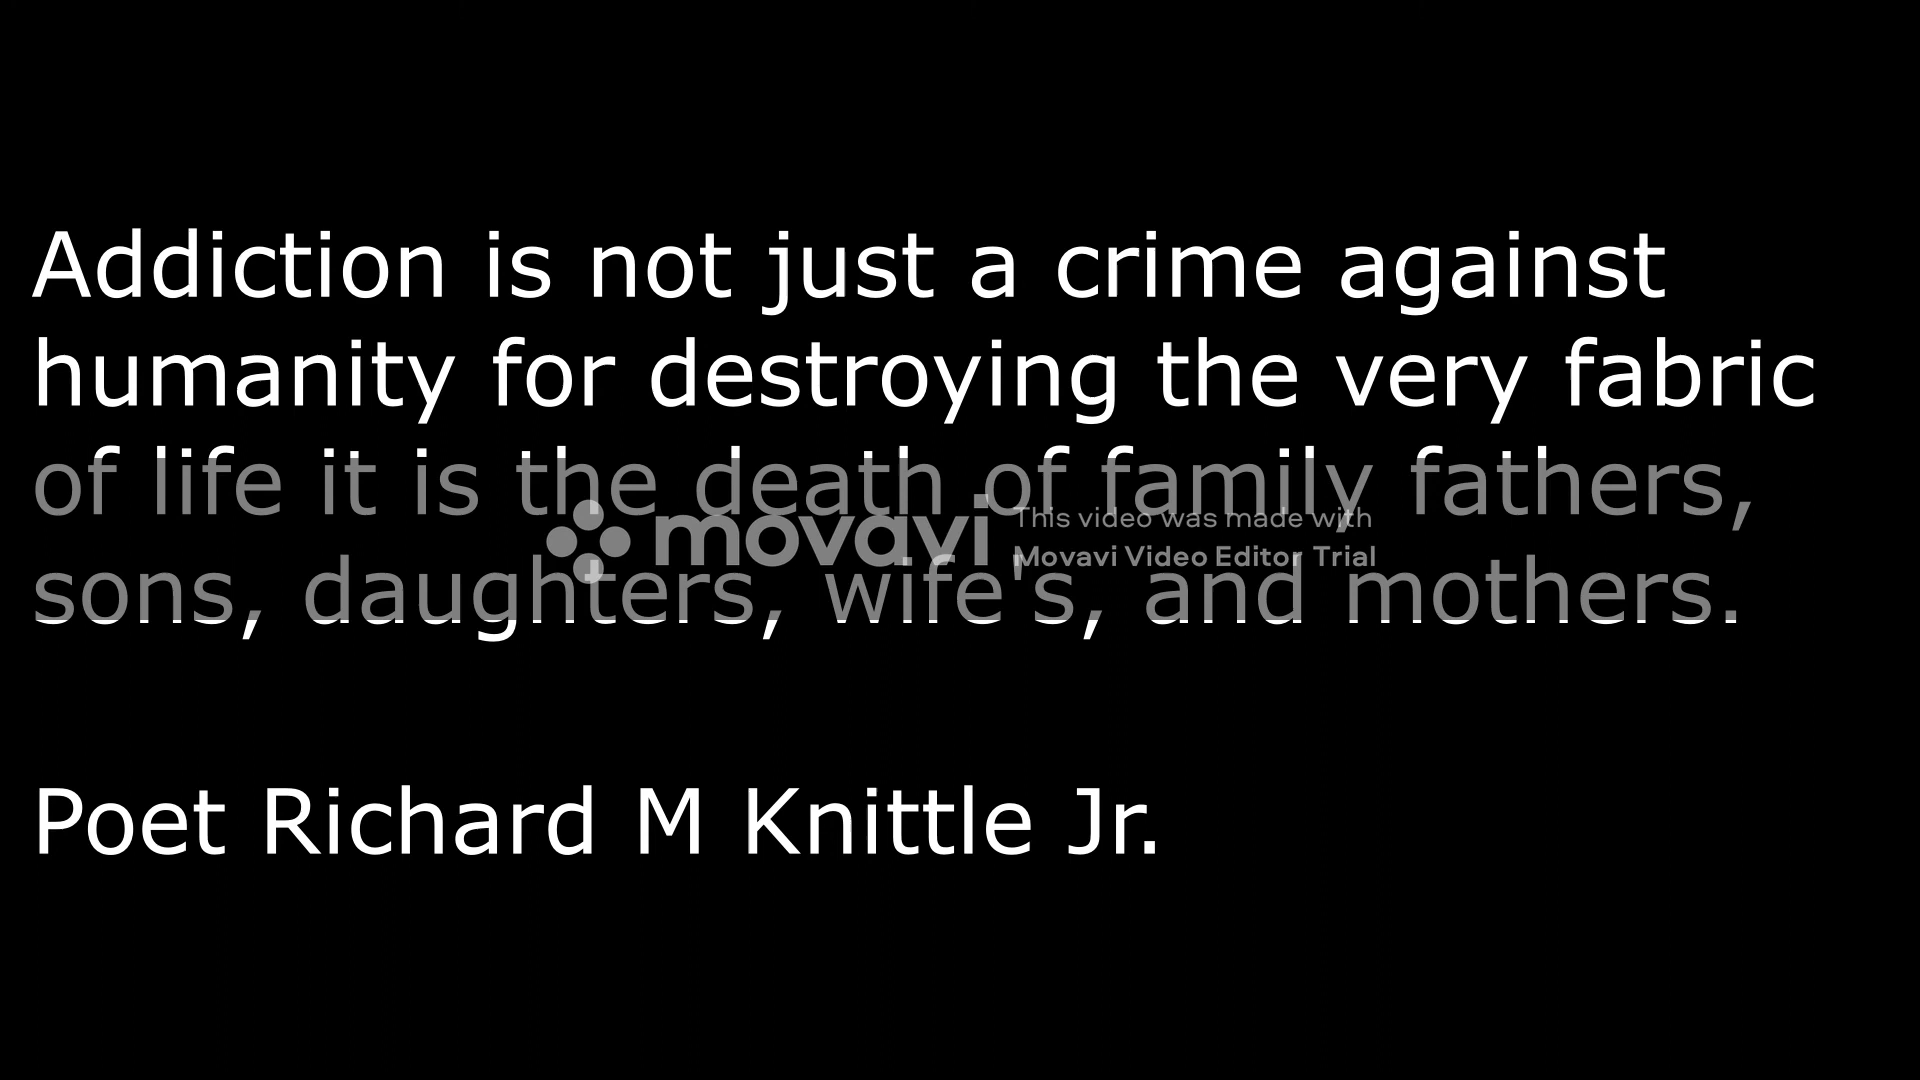 Addiction is not just a crime against
humanity for destroying the very fabric
of life it is the death of family fathers,
movavi
This video was made with
Movavi Video Editor Trial
sons, daughters, wife's, and mothers.
Poet Richard M Knittle Jr.